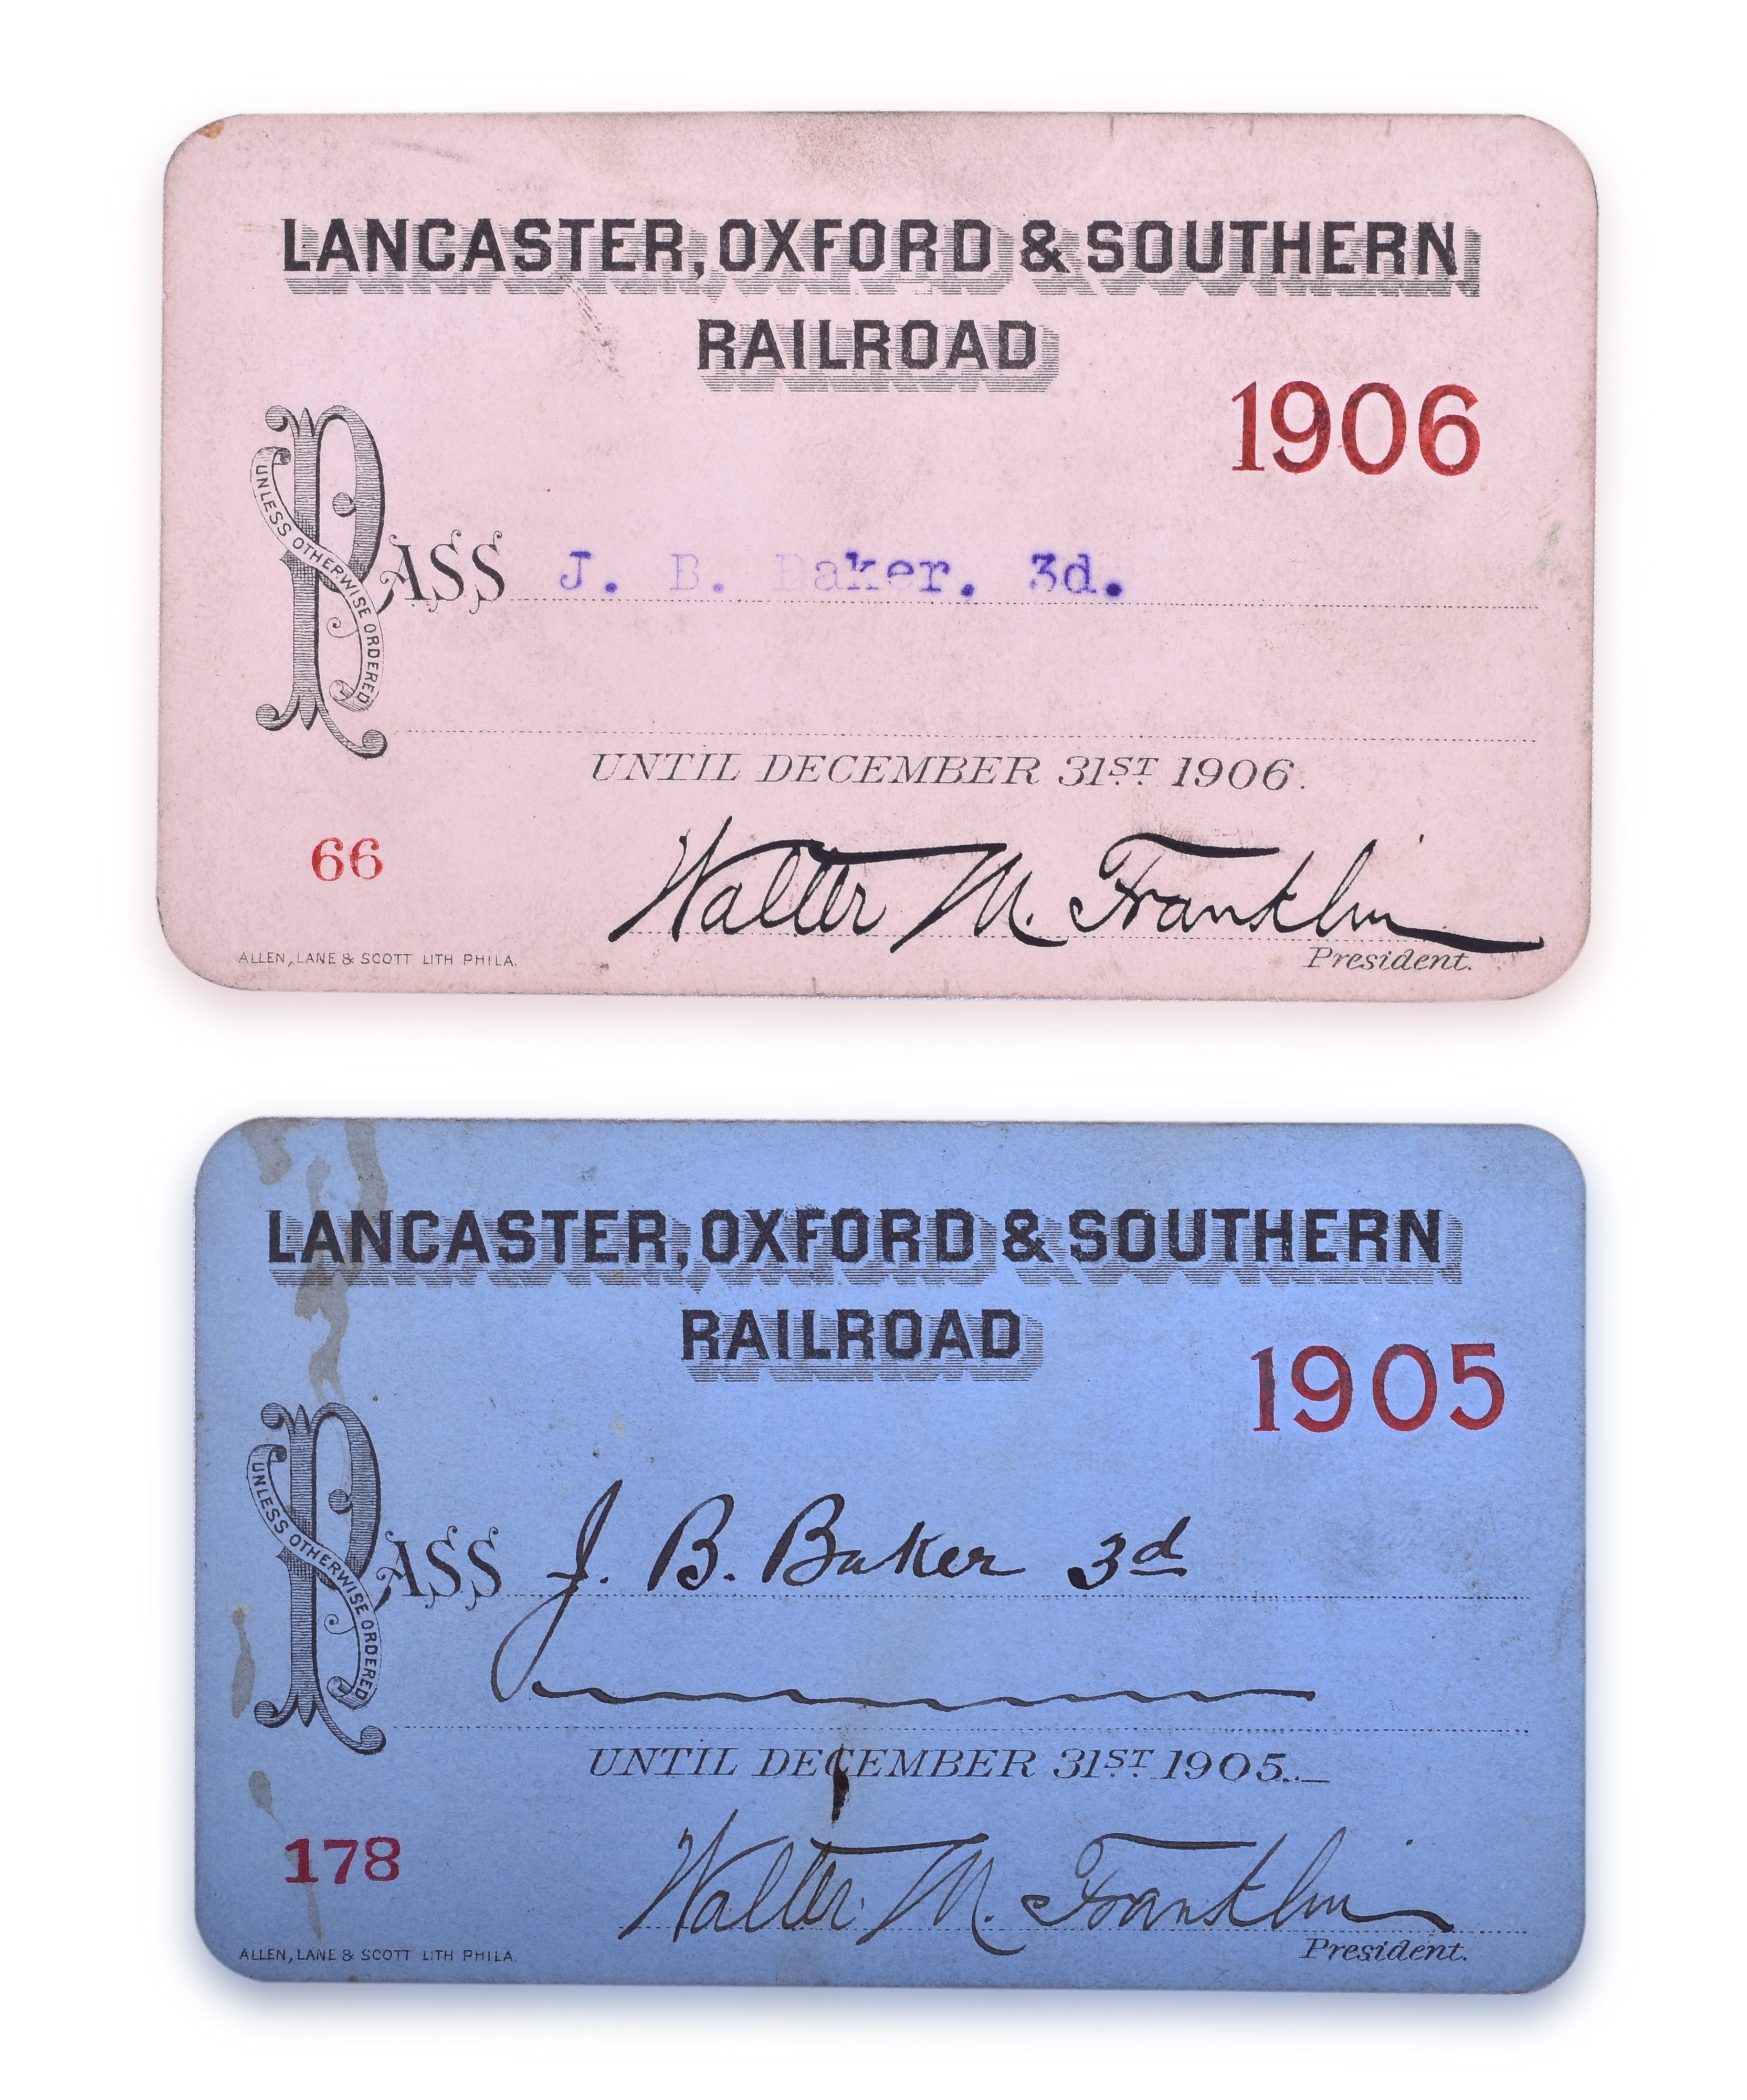 LANCASTER, OXFORD & SOUTHERN
RAILROAD
1906
UNLESS OTHERWISE ORDERED
PASS J. B. Baker, 3d.
UNTIL DECEMBER 31ST 1906.
66
Walter M. Franklin
ALLEN, LANE & SCOTT LITH PHILA.
President.
LANCASTER, OXFORD & SOUTHERN
RAILROAD
1905
UNLESS OTHERWISE ORDERED
PASS J. B. Baker 3d
UNTIL DECEMBER 31ST 1905.
178
Walter M. Franklin
ALLEN, LANE & SCOTT LITH PHILA.
President.